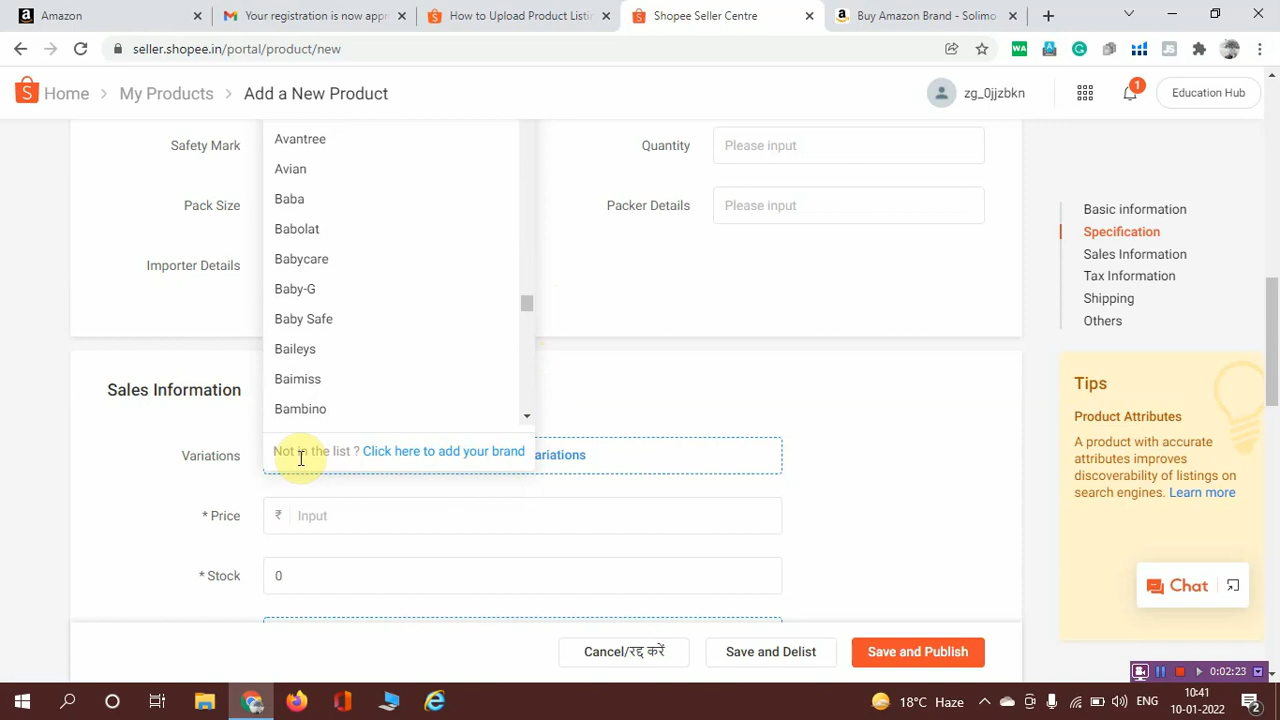 Amazon
Your registration is now appr
How to Upload Product Listin
Shopee Seller Centre
Buy Amazon Brand - Solimo
seller.shopee.in/portal/product/new
WA
JS
Home > My Products > Add a New Product
zg_0jjzbkn
1
Education Hub
Safety Mark
Avantree
Quantity
Please input
Avian
Pack Size
Baba
Packer Details
Please input
Babolat
Importer Details
Babycare
Baby-G
Baby Safe
Baileys
Baimiss
Bambino
Not in the list ? Click here to add your brand
Basic information
Specification
Sales Information
Tax Information
Shipping
Others
Sales Information
Variations
ariations
* Price
₹ Input
* Stock
0
Tips
Product Attributes
A product with accurate
attributes improves
discoverability of listings on
search engines. Learn more
Chat
Cancel/रद्द करें
Save and Delist
Save and Publish
0:02:23
18°C Haze
ENG
10:41
10-01-2022
2